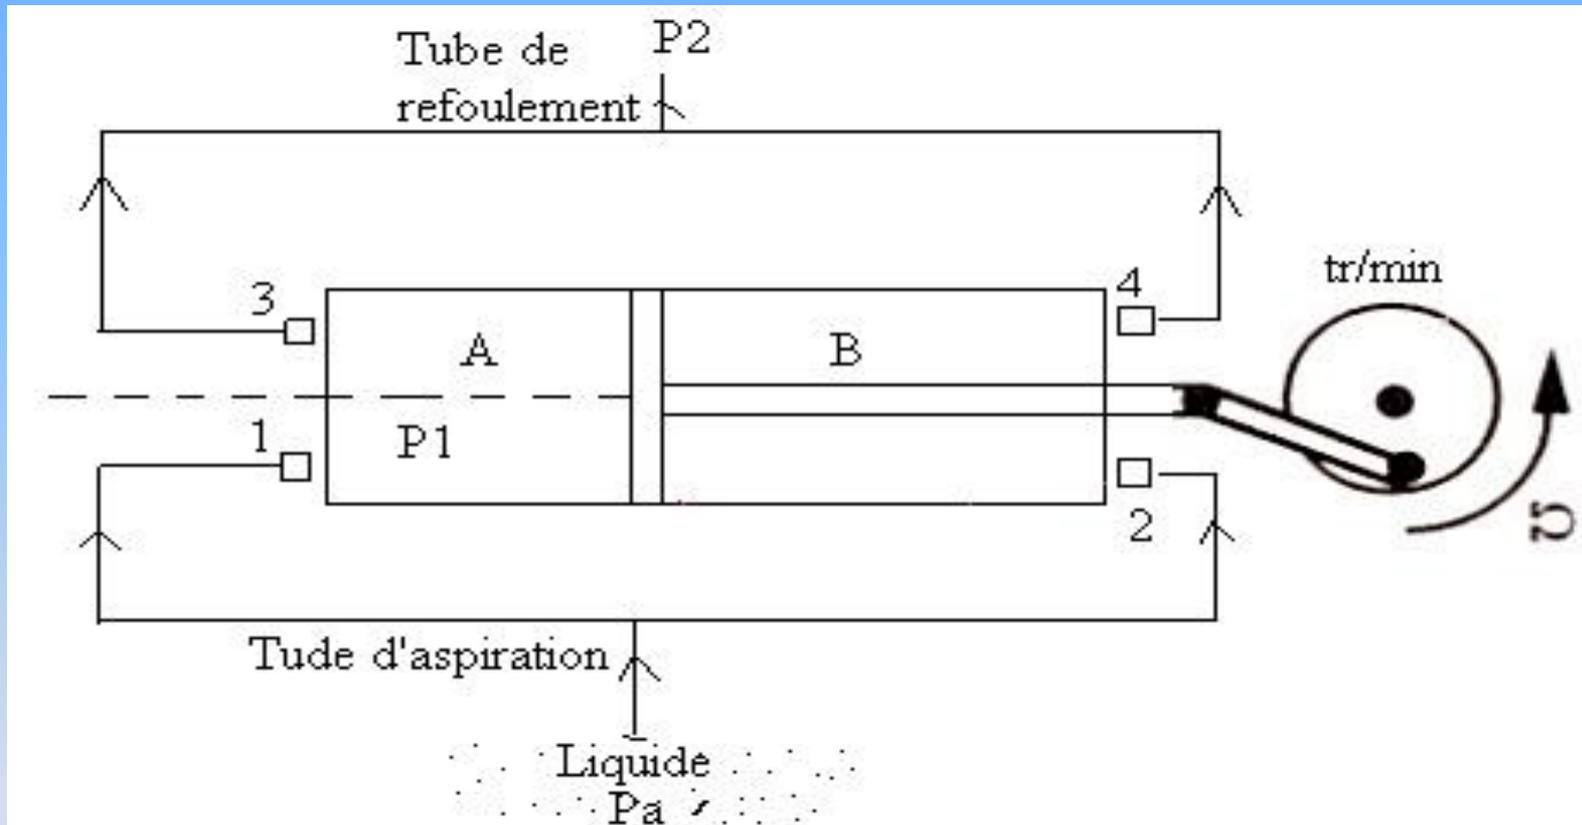 Tube de
refoulement
P2
tr/min
3
4
A
B
P1
1
2
Ω
Tude d'aspiration
Liquide
Pa